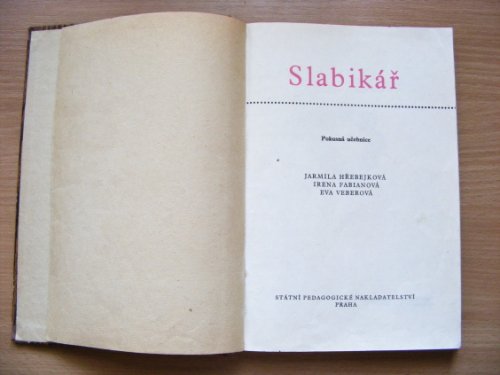 Slabikář
Pokusná učebnice
JARMILA HŘEBEJKOVÁ
IRENA FABIANOVÁ
EVA VEBEROVÁ
STÁTNÍ PEDAGOGICKÉ NAKLADATELSTVÍ
PRAHA